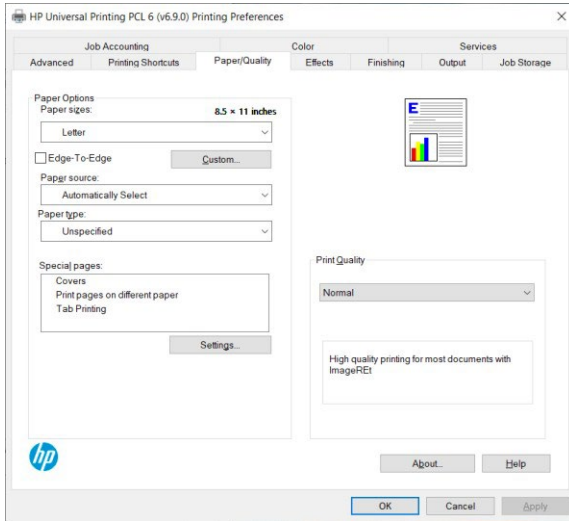 HP Universal Printing PCL 6 (v6.9.0) Printing Preferences
Job Accounting Color Services
Advanced Printing Shortcuts Paper/Quality Effects Finishing Output Job Storage
Paper Options
Paper sizes: 8.5 × 11 inches
Letter
Edge-To-Edge Custom...
Paper source:
Automatically Select
Paper type:
Unspecified
Special pages:
Covers
Print pages on different paper
Tab Printing
Settings...
E
Print Quality
Normal
High quality printing for most documents with
ImageREt
hp
About... Help
OK Cancel Apply